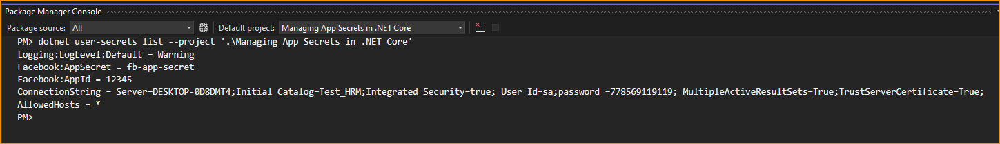 Package Manager Console
Package source: All Default project: Managing App Secrets in .NET Core
PM> dotnet user-secrets list --project '.\Managing App Secrets in .NET Core'
Logging:LogLevel:Default = Warning
Facebook:AppSecret = fb-app-secret
Facebook:AppId = 12345
ConnectionString = Server=DESKTOP-0D8DMT4;Initial Catalog=Test_HRM;Integrated Security=true; User Id=sa;password =778569119119; MultipleActiveResultSets=True;TrustServerCertificate=True;
AllowedHosts = *
PM>